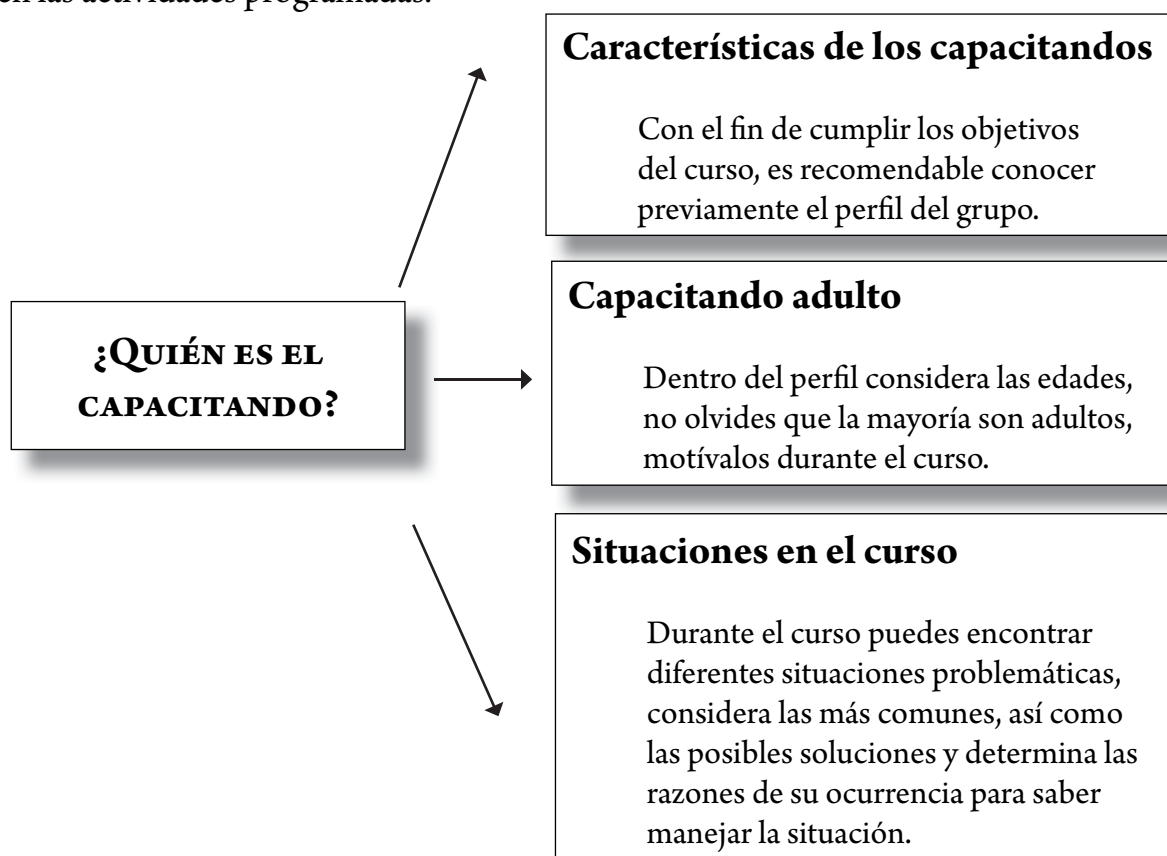 en las actividades programadas.
Características de los capacitandos
Con el fin de cumplir los objetivos
del curso, es recomendable conocer
previamente el perfil del grupo.
¿Quién es el
capacitando?
Capacitando adulto
Dentro del perfil considera las edades,
no olvides que la mayoría son adultos,
motívalos durante el curso.
Situaciones en el curso
Durante el curso puedes encontrar
diferentes situaciones problemáticas,
considera las más comunes, así como
las posibles soluciones y determina las
razones de su ocurrencia para saber
manejar la situación.